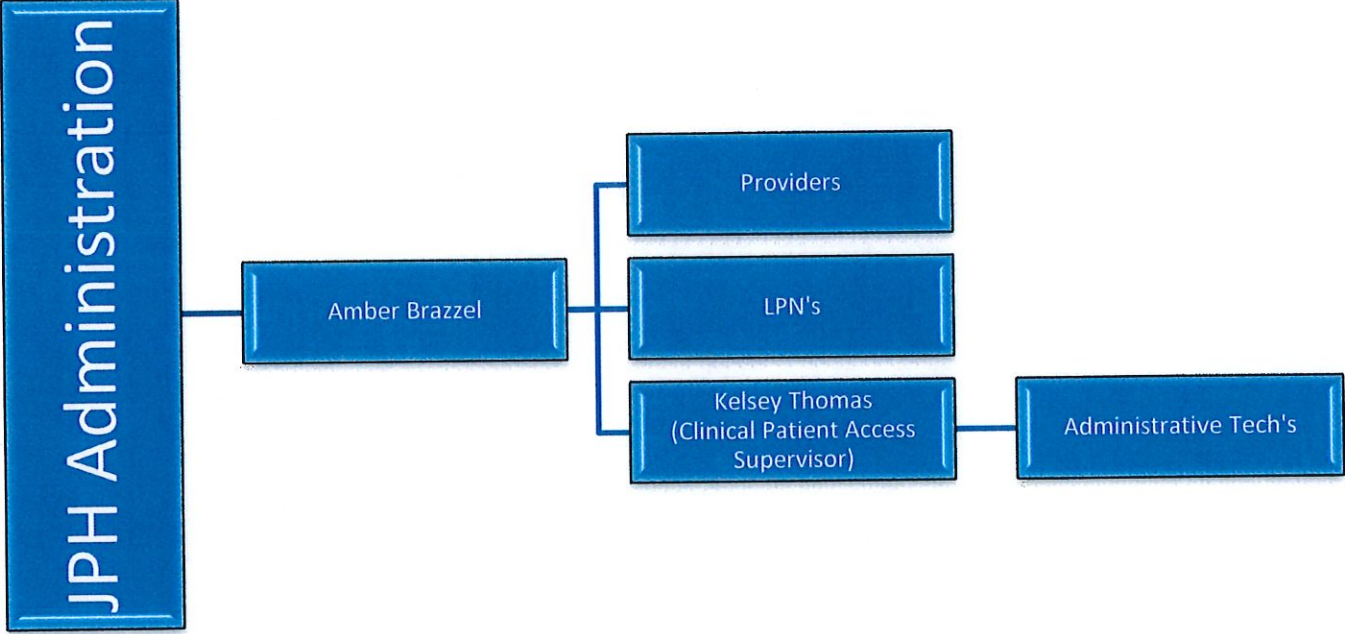 JPH Administration
Amber Brazzel
Providers
LPN's
Kelsey Thomas
(Clinical Patient Access
Supervisor)
Administrative Tech's